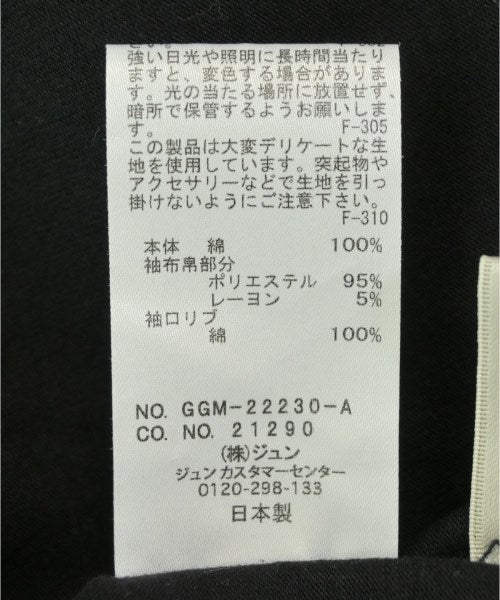 さい。 F-302
強い日光や照明に長時間当たり
ますと、変色する場合がありま
す。光の当たる場所に放置せず、
暗所で保管するようお願いしま
す。 F-305
この製品は大変デリケートな生
地を使用しています。突起物や
アクセサリーなどで生地を引っ
掛けないようにご注意下さい。
F-310
本体 綿 100%
袖布帛部分
ポリエステル 95%
レーヨン 5%
袖口リブ
綿 100%
NO. GGM-22230-A
CO. NO. 21290
(株)ジュン
ジュンカスタマーセンター
0120-298-133
日本製